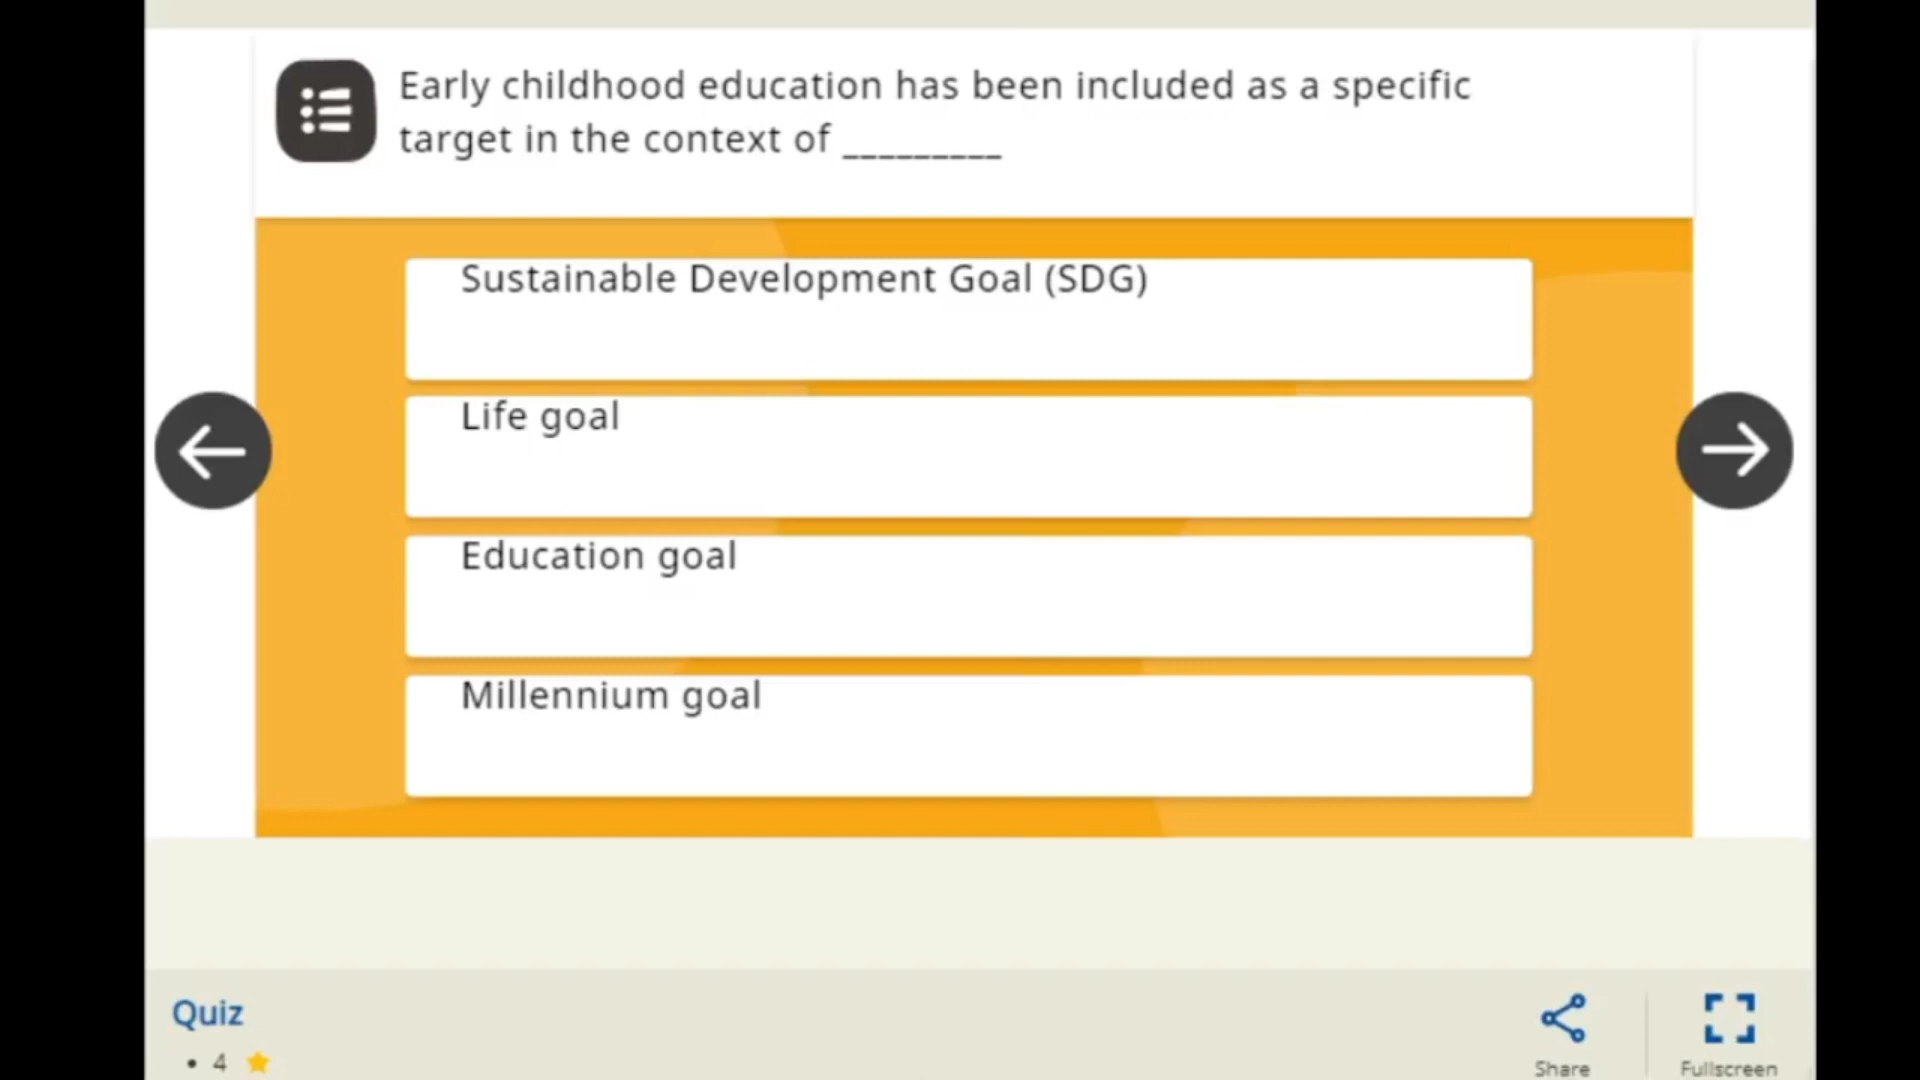 Early childhood education has been included as a specific
target in the context of _________
Sustainable Development Goal (SDG)
Life goal
Education goal
Millennium goal
Quiz
• 4
Share
Fullscreen